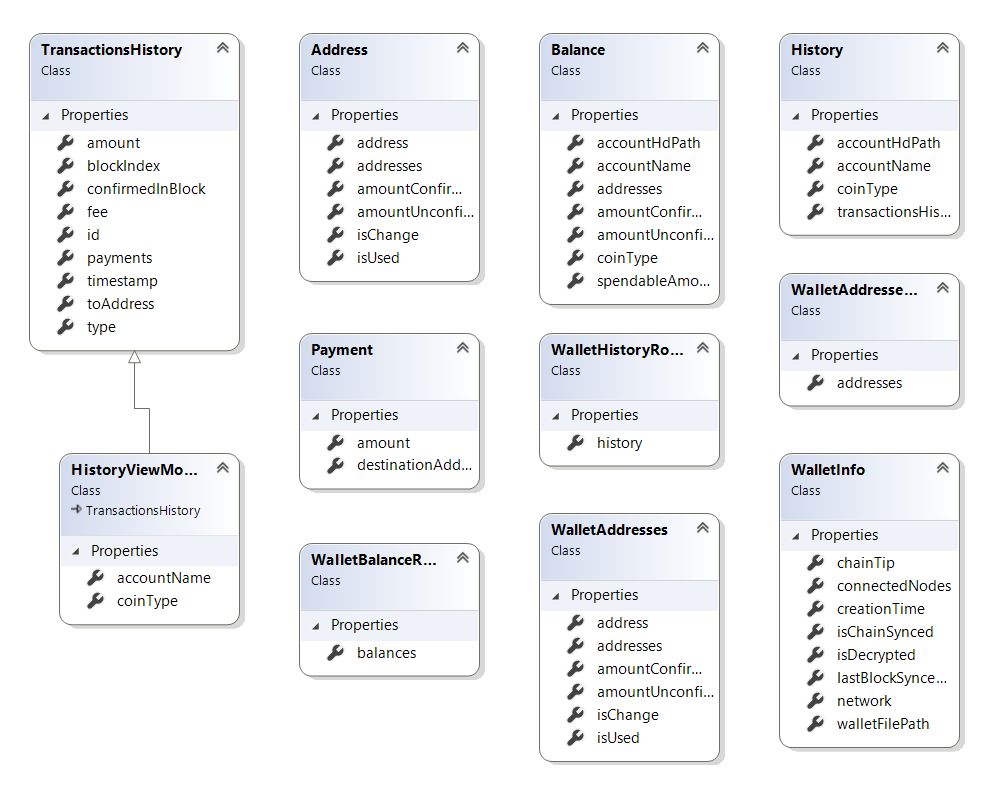 TransactionsHistory
Class
Properties
amount
blockIndex
confirmedInBlock
fee
id
payments
timestamp
toAddress
type
HistoryViewMo...
Class
TransactionsHistory
Properties
accountName
coinType
Address
Class
Properties
address
addresses
amountConfir...
amountUnconfi...
isChange
isUsed
Payment
Class
Properties
amount
destinationAdd...
WalletBalanceR...
Class
Properties
balances
Balance
Class
Properties
accountHdPath
accountName
addresses
amountConfir...
amountUnconfi...
coinType
spendableAmo...
WalletHistoryRo...
Class
Properties
history
WalletAddresses
Class
Properties
address
addresses
amountConfir...
amountUnconfi...
isChange
isUsed
History
Class
Properties
accountHdPath
accountName
coinType
transactionsHis...
WalletAddresse...
Class
Properties
addresses
WalletInfo
Class
Properties
chainTip
connectedNodes
creationTime
isChainSynced
isDecrypted
lastBlockSynce...
network
walletFilePath